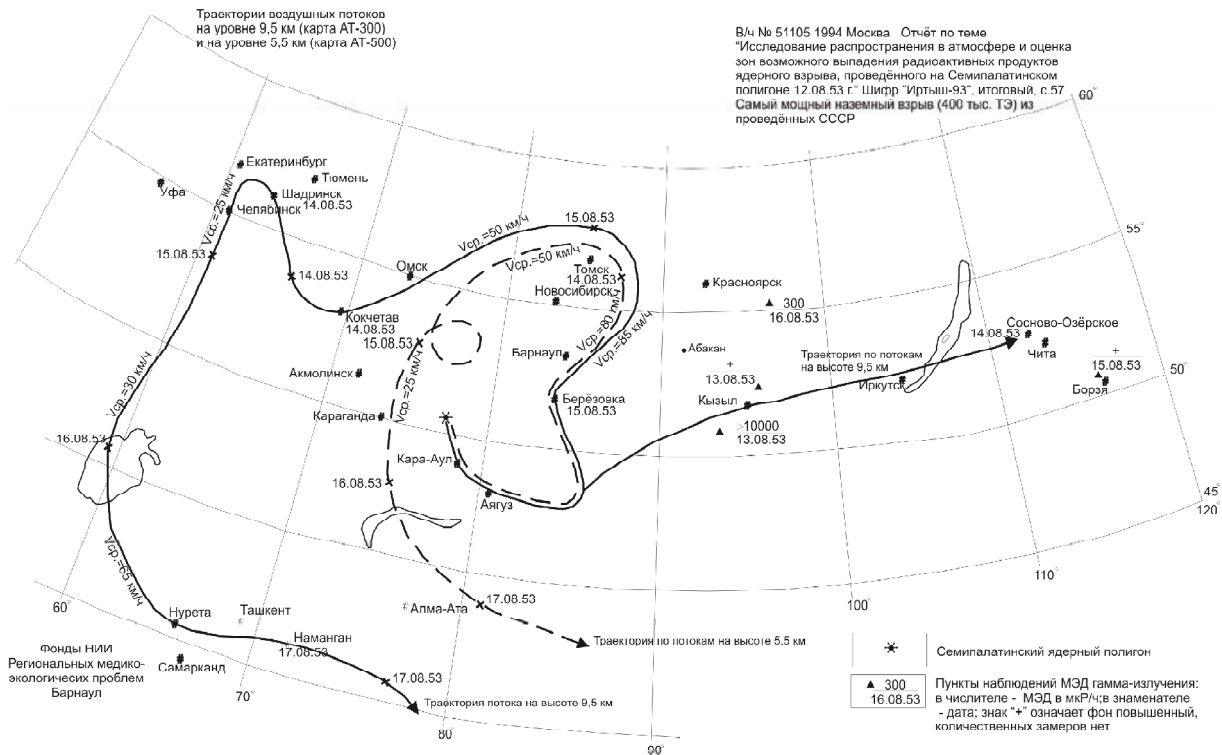 Траектории воздушных потоков
на уровне 9,5 км (карта АТ-300)
и на уровне 5,5 км (карта АТ-500)
В/ч № 51105 1994 Москва Отчёт по теме
"Исследование распространения в атмосфере и оценка
зон возможного выпадения радиоактивных продуктов
ядерного взрыва, проведённого на Семипалатинском
полигоне 12.08.53 г." Шифр "Иртыш-93", итоговый, с.57
Самый мощный наземный взрыв (400 тыс. ТЭ) из
проведённых СССР
60°
Екатеринбург
Тюмень
Уфа
Шадринск
14.08.53
Челябинск
Vср.=25 км/ч
15.08.53
15.08.53
Vср.=50 км/ч
55°
Vср.=50 км/ч
Омск
14.08.53
Томск
14.08.53
Новосибирск
Красноярск
300
16.08.53
Кокчетав
14.08.53
15.08.53
Vср.=80 км/ч
Vср.=85 км/ч
14.08.53
Сосново-Озёрское
Чита
Барнаул
Абакан
+
13.08.53
Траектория по потокам
на высоте 9,5 км
Иркутск
+
15.08.53
Борзя
50°
Акмолинск
Vср.=30 км/ч
Vср.=25 км/ч
Берёзовка
15.08.53
Кызыл
Караганда
>10000
13.08.53
16.08.53
Кара-Аул
16.08.53
Аягуз
45°
120°
Vср.=65 км/ч
110°
60°
100°
Нурета
Ташкент
Алма-Ата
17.08.53
Наманган
17.08.53
Траектория по потокам на высоте 5.5 км
Самарканд
Фонды НИИ
Региональных медико-
экологичесих проблем
Барнаул
70°
17.08.53
Траектория потока на высоте 9,5 км
80°
90°
Семипалатинский ядерный полигон
300
16.08.53
Пункты наблюдений МЭД гамма-излучения:
в числителе - МЭД в мкР/ч;в знаменателе
- дата; знак "+" означает фон повышенный,
количественных замеров нет